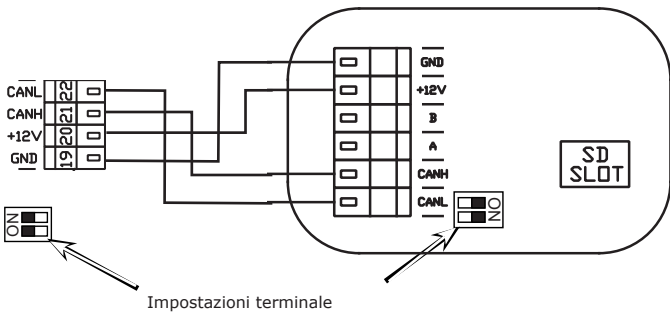 GND
+12V
B
A
CANH
CANL
CANL 22
CANH 21
+12V 20
GND 19
SD
SLOT
ON
ON
Impostazioni terminale